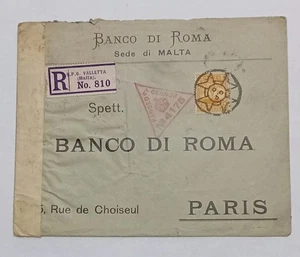 BANCO DI ROMA
Sede di MALTA
R
G.P.O. VALLETTA
(MALTA).
No. 810
Spett.
BANCO DI ROMA
5, Rue de Choiseul
PARIS